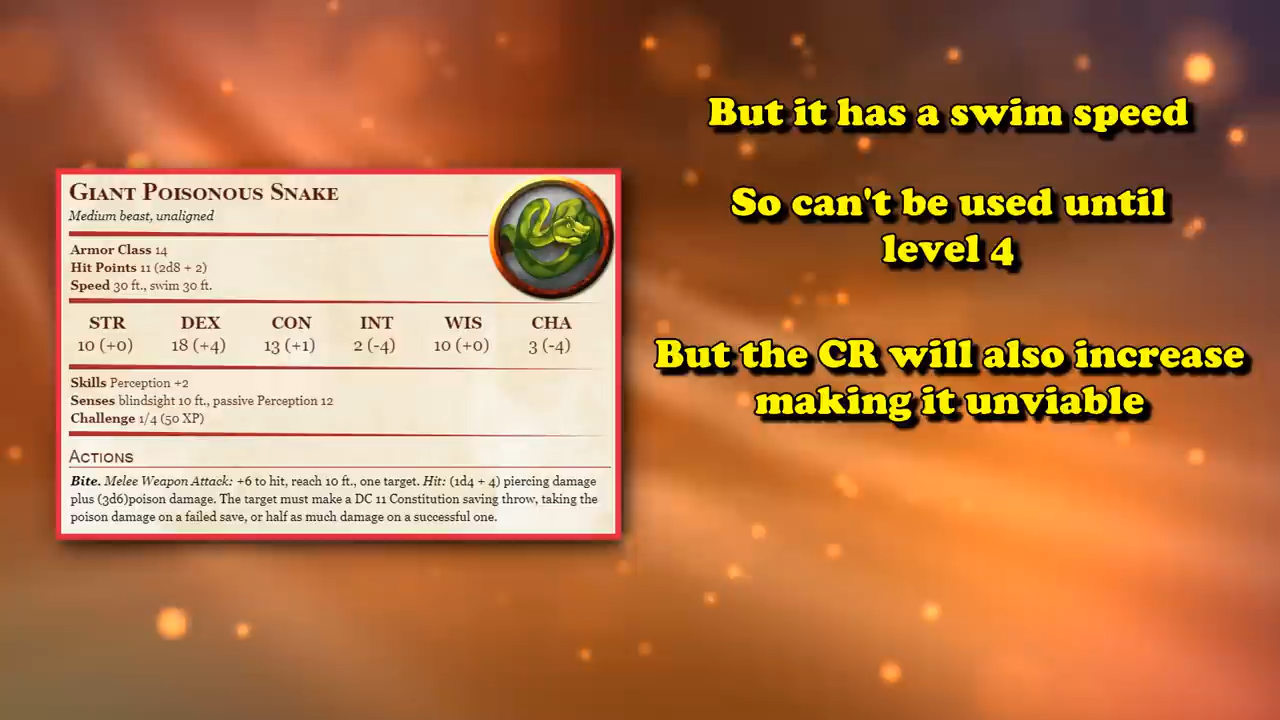 GIANT POISONOUS SNAKE
Medium beast, unaligned
Armor Class 14
Hit Points 11 (2d8 + 2)
Speed 30 ft., swim 30 ft.
STR DEX CON INT WIS CHA
10 (+0) 18 (+4) 13 (+1) 2 (-4) 10 (+0) 3 (-4)
Skills Perception +2
Senses blindsight 10 ft., passive Perception 12
Challenge 1/4 (50 XP)
ACTIONS
Bite. Melee Weapon Attack: +6 to hit, reach 10 ft., one target. Hit: (1d4 + 4) piercing damage
plus (3d6)poison damage. The target must make a DC 11 Constitution saving throw, taking the
poison damage on a failed save, or half as much damage on a successful one.
But it has a swim speed
So can't be used until
level 4
But the CR will also increase
making it unviable